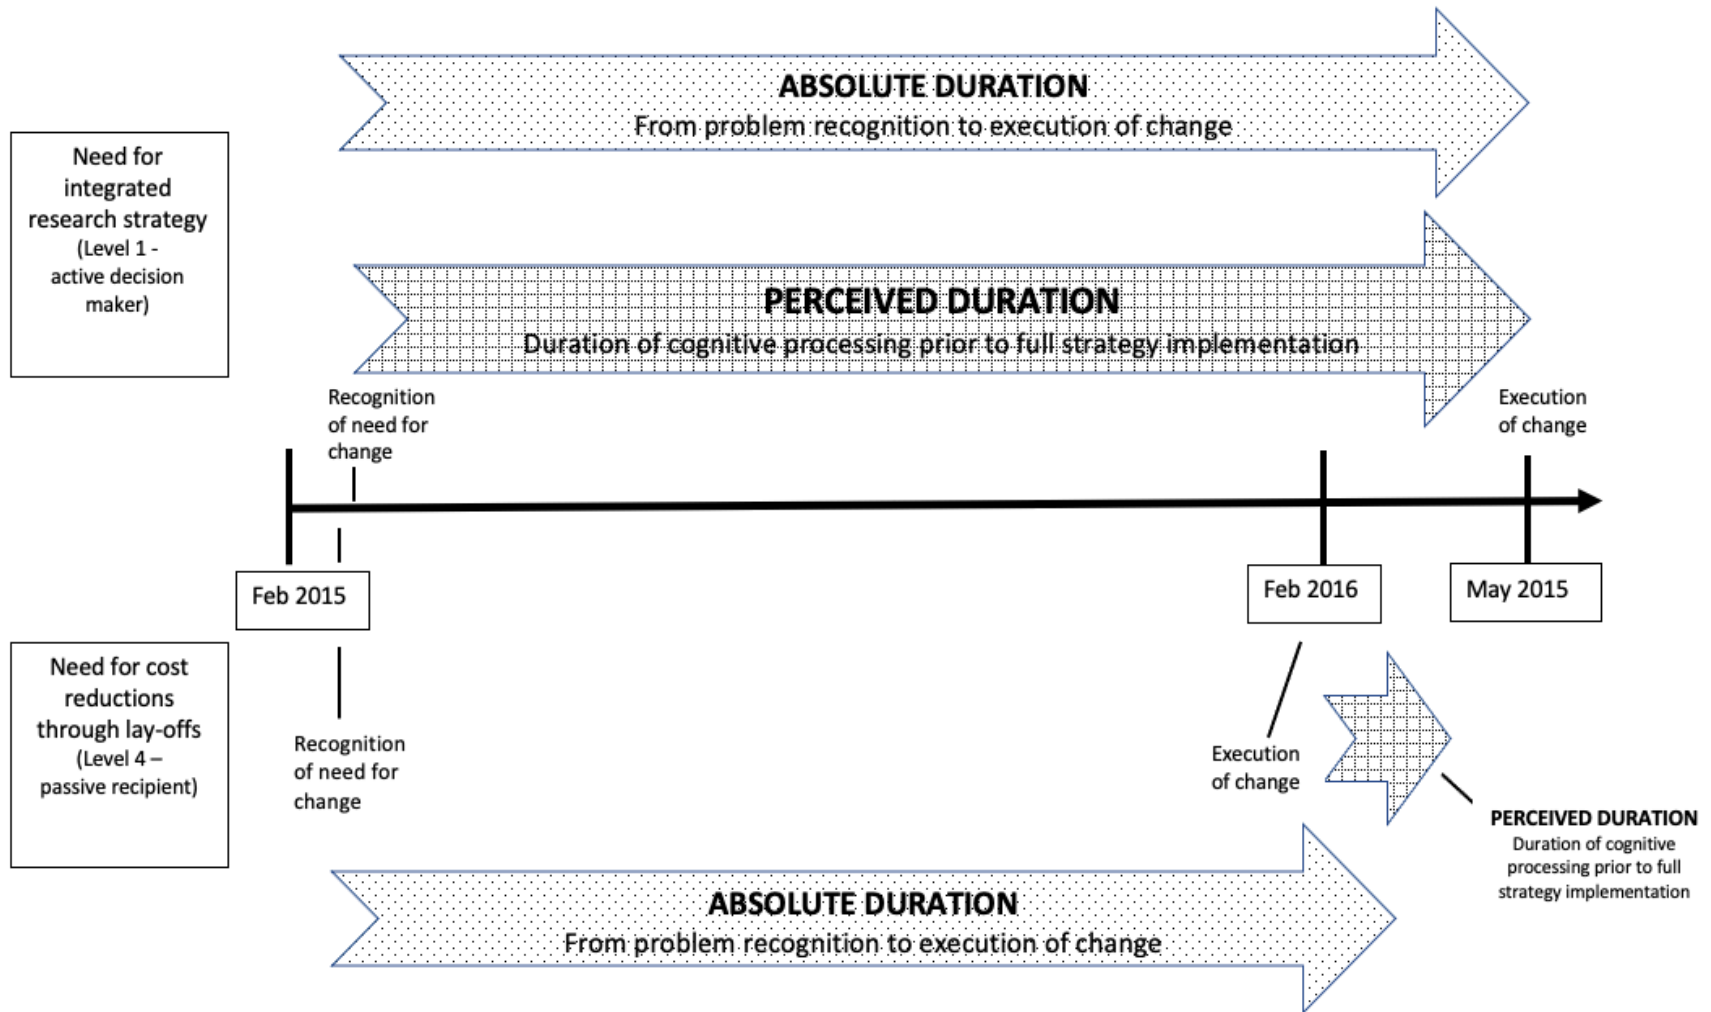 ABSOLUTE DURATION
From problem recognition to execution of change
Need for
integrated
research strategy
(Level 1 -
active decision
maker)
PERCEIVED DURATION
Duration of cognitive processing prior to full strategy implementation
Recognition
of need for
change
Execution
of change
Feb 2015
Feb 2016
May 2015
Need for cost
reductions
through lay-offs
(Level 4 –
passive recipient)
Recognition
of need for
change
Execution
of change
PERCEIVED DURATION
Duration of cognitive
processing prior to full
strategy implementation
ABSOLUTE DURATION
From problem recognition to execution of change